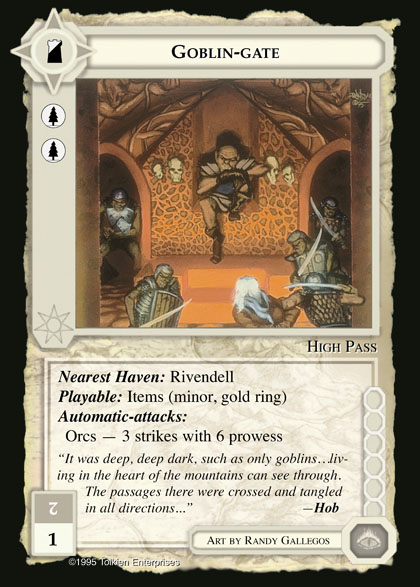 GOBLIN-GATE
HIGH PASS
Nearest Haven: Rivendell
Playable: Items (minor, gold ring)
Automatic-attacks:
Orcs — 3 strikes with 6 prowess
“It was deep, deep dark, such as only goblins…liv-
ing in the heart of the mountains can see through.
The passages there were crossed and tangled
in all directions…” —Hob
2
1
ART BY RANDY GALLEGOS
©1995 Tolkien Enterprises